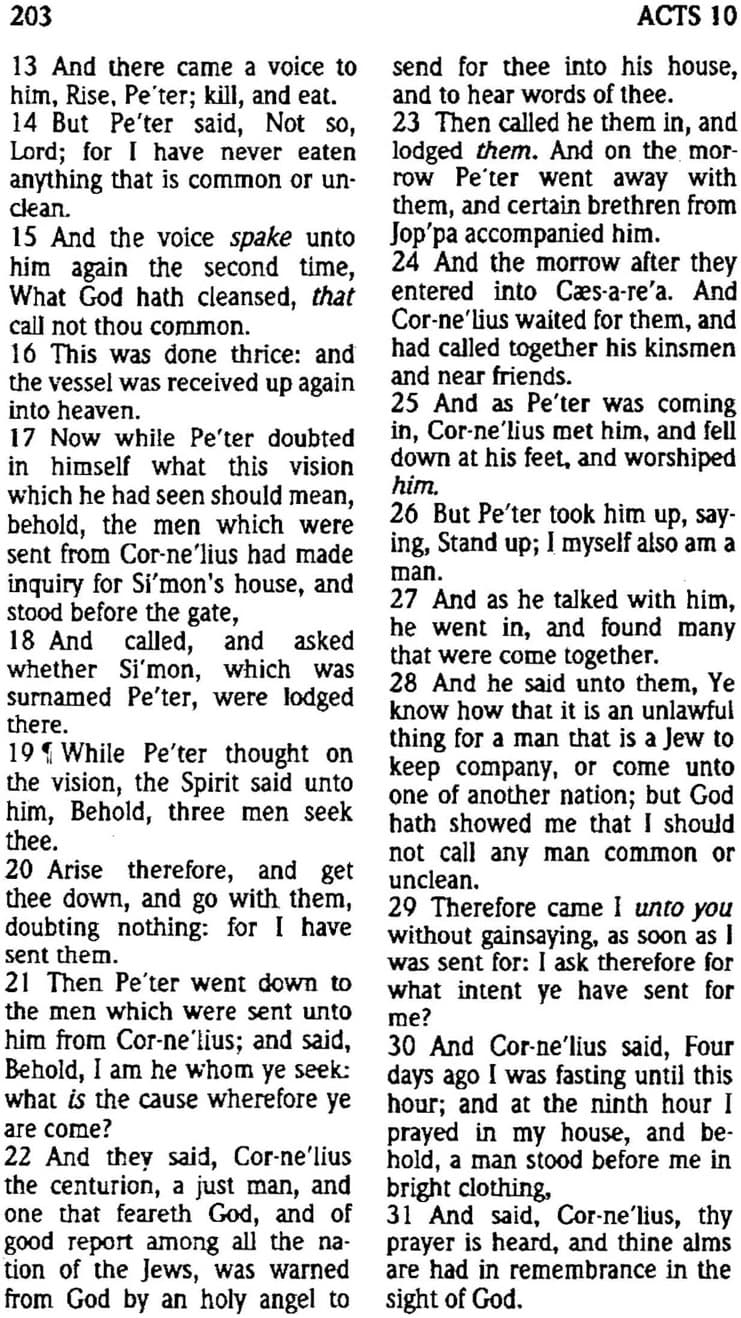 203
ACTS 10
13 And there came a voice to
him, Rise, Pe'ter; kill, and eat.
14 But Pe'ter said, Not so,
Lord; for I have never eaten
anything that is common or un-
clean.
15 And the voice spake unto
him again the second time,
What God hath cleansed, that
call not thou common.
16 This was done thrice: and
the vessel was received up again
into heaven.
17 Now while Pe'ter doubted
in himself what this vision
which he had seen should mean,
behold, the men which were
sent from Cor-ne'lius had made
inquiry for Si'mon's house, and
stood before the gate,
18 And called, and asked
whether Si'mon, which was
surnamed Pe'ter, were lodged
there.
19 ¶ While Pe'ter thought on
the vision, the Spirit said unto
him, Behold, three men seek
thee.
20 Arise therefore, and get
thee down, and go with them,
doubting nothing: for I have
sent them.
21 Then Pe'ter went down to
the men which were sent unto
him from Cor-ne'lius; and said,
Behold, I am he whom ye seek:
what is the cause wherefore ye
are come?
22 And they said, Cor-ne'lius
the centurion, a just man, and
one that feareth God, and of
good report among all the na-
tion of the Jews, was warned
from God by an holy angel to
send for thee into his house,
and to hear words of thee.
23 Then called he them in, and
lodged them. And on the mor-
row Pe'ter went away with
them, and certain brethren from
Jop'pa accompanied him.
24 And the morrow after they
entered into Cæs-a-re'a. And
Cor-ne'lius waited for them, and
had called together his kinsmen
and near friends.
25 And as Pe'ter was coming
in, Cor-ne'lius met him, and fell
down at his feet, and worshiped
him.
26 But Pe'ter took him up, say-
ing, Stand up; I myself also am a
man.
27 And as he talked with him,
he went in, and found many
that were come together.
28 And he said unto them, Ye
know how that it is an unlawful
thing for a man that is a Jew to
keep company, or come unto
one of another nation; but God
hath showed me that I should
not call any man common or
unclean.
29 Therefore came I unto you
without gainsaying, as soon as I
was sent for: I ask therefore for
what intent ye have sent for
me?
30 And Cor-ne'lius said, Four
days ago I was fasting until this
hour; and at the ninth hour I
prayed in my house, and be-
hold, a man stood before me in
bright clothing,
31 And said, Cor-ne'lius, thy
prayer is heard, and thine alms
are had in remembrance in the
sight of God.